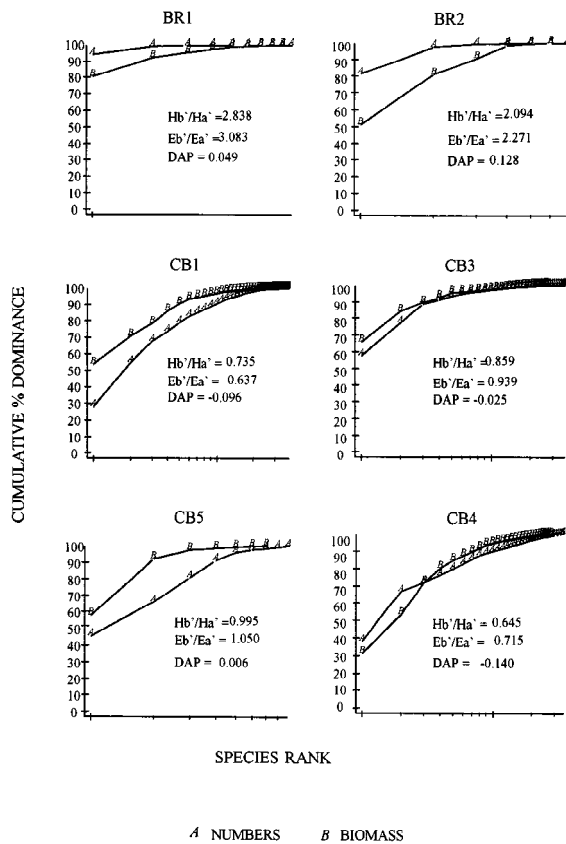 BR1
100
90
80
70
60
50
40
30
20
10
0
Hb`/Ha`=2.838
Eb`/Ea`=3.083
DAP = 0.049
BR2
100
90
80
70
60
50
40
30
20
10
0
Hb`/Ha`=2.094
Eb`/Ea`=2.271
DAP = 0.128
CB1
100
90
80
70
60
50
40
30
20
10
0
Hb`/Ha`= 0.735
Eb`/Ea`= 0.637
DAP = -0.096
CB3
100
90
80
70
60
50
40
30
20
10
0
Hb`/Ha`=0.859
Eb`/Ea`=0.939
DAP = -0.025
CB5
100
90
80
70
60
50
40
30
20
10
0
Hb`/Ha`=0.995
Eb`/Ea`= 1.050
DAP = 0.006
CB4
100
90
80
70
60
50
40
30
20
10
0
Hb`/Ha`= 0.645
Eb`/Ea`= 0.715
DAP = -0.140
CUMULATIVE % DOMINANCE
SPECIES RANK
A NUMBERS B BIOMASS